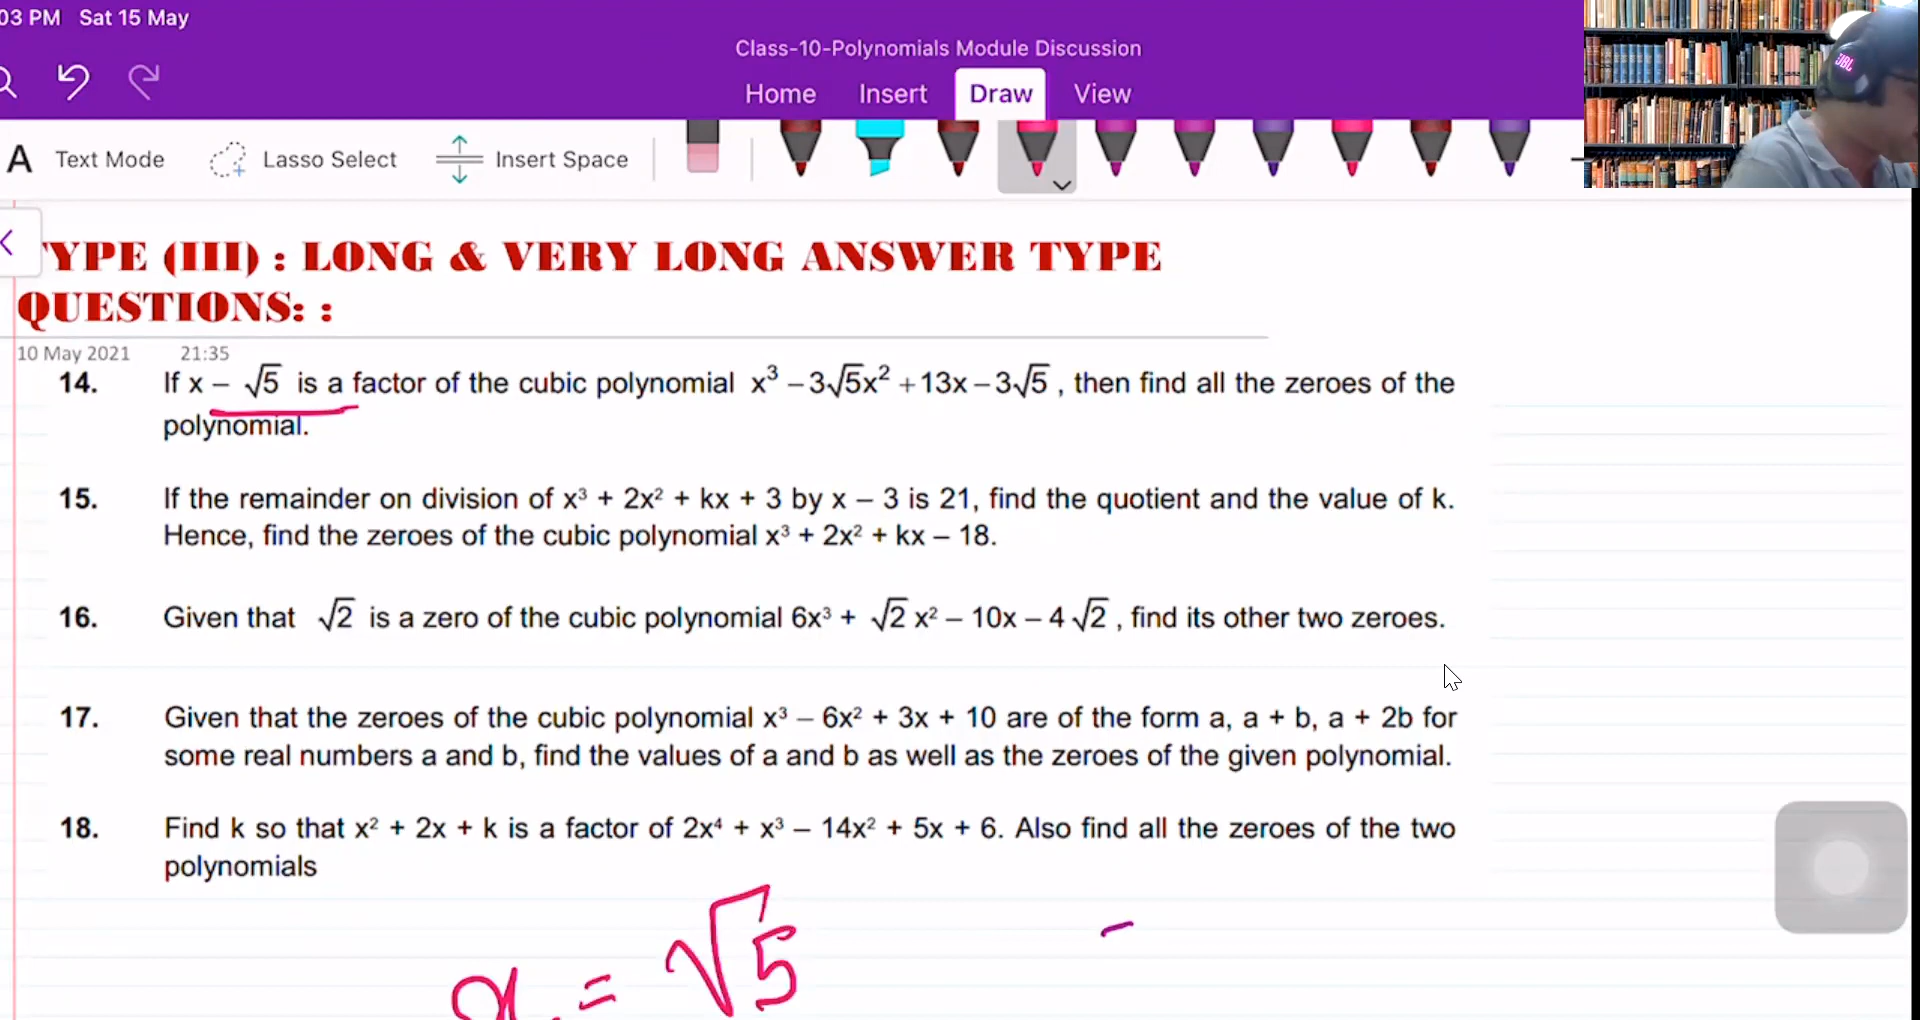 03 PM Sat 15 May
Class-10-Polynomials Module Discussion
Home Insert Draw View
JBL
A Text Mode Lasso Select Insert Space
YPE (III) : LONG & VERY LONG ANSWER TYPE
QUESTIONS: :
10 May 2021 21:35
14. If x – √5 is a factor of the cubic polynomial x³ – 3√5x² + 13x – 3√5 , then find all the zeroes of the
polynomial.
15. If the remainder on division of x³ + 2x² + kx + 3 by x – 3 is 21, find the quotient and the value of k.
Hence, find the zeroes of the cubic polynomial x³ + 2x² + kx – 18.
16. Given that √2 is a zero of the cubic polynomial 6x³ + √2 x² – 10x – 4 √2 , find its other two zeroes.
17. Given that the zeroes of the cubic polynomial x³ – 6x² + 3x + 10 are of the form a, a + b, a + 2b for
some real numbers a and b, find the values of a and b as well as the zeroes of the given polynomial.
18. Find k so that x² + 2x + k is a factor of 2x⁴ + x³ – 14x² + 5x + 6. Also find all the zeroes of the two
polynomials
x = √5